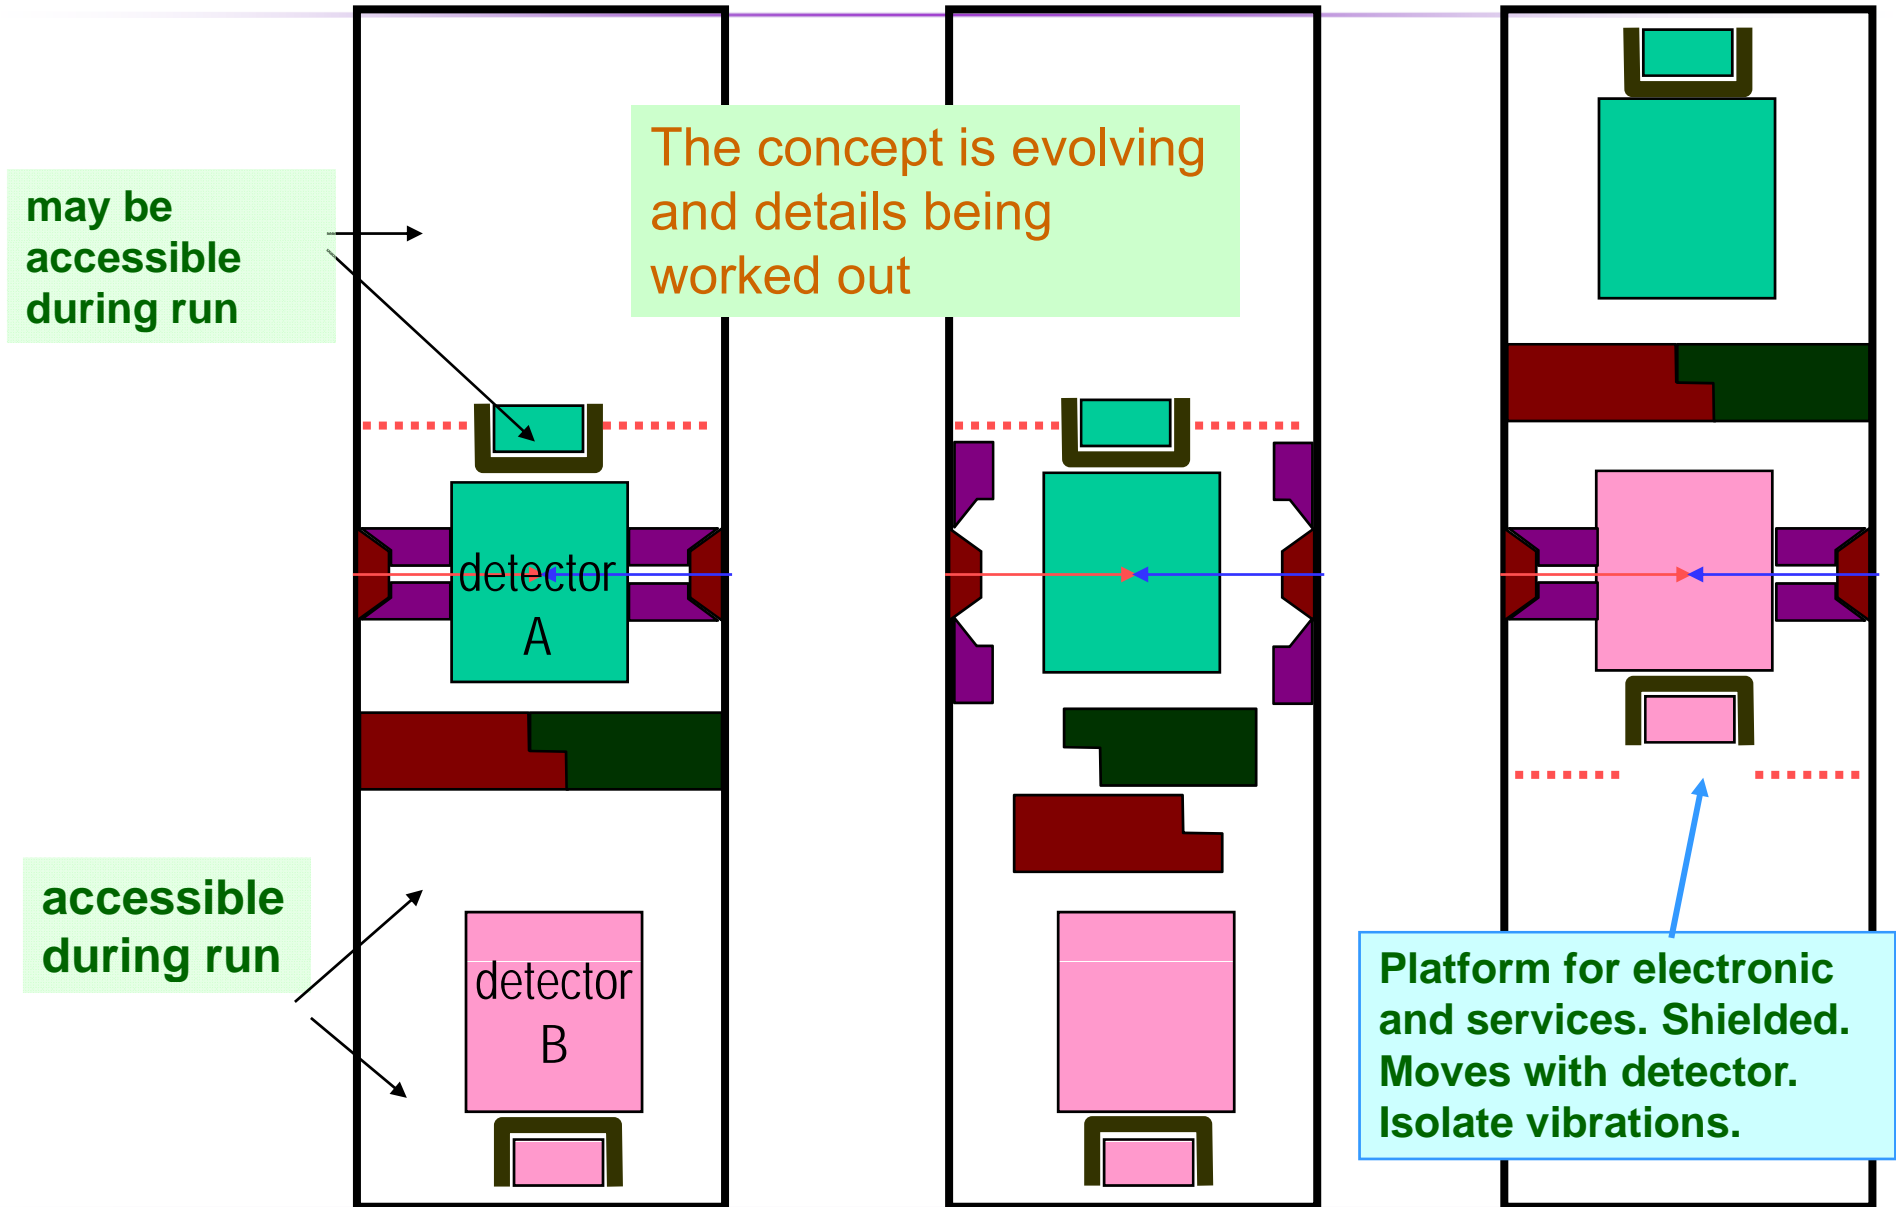 The concept is evolving
and details being
worked out
may be
accessible
during run
detector
A
accessible
during run
detector
B
Platform for electronic
and services. Shielded.
Moves with detector.
Isolate vibrations.